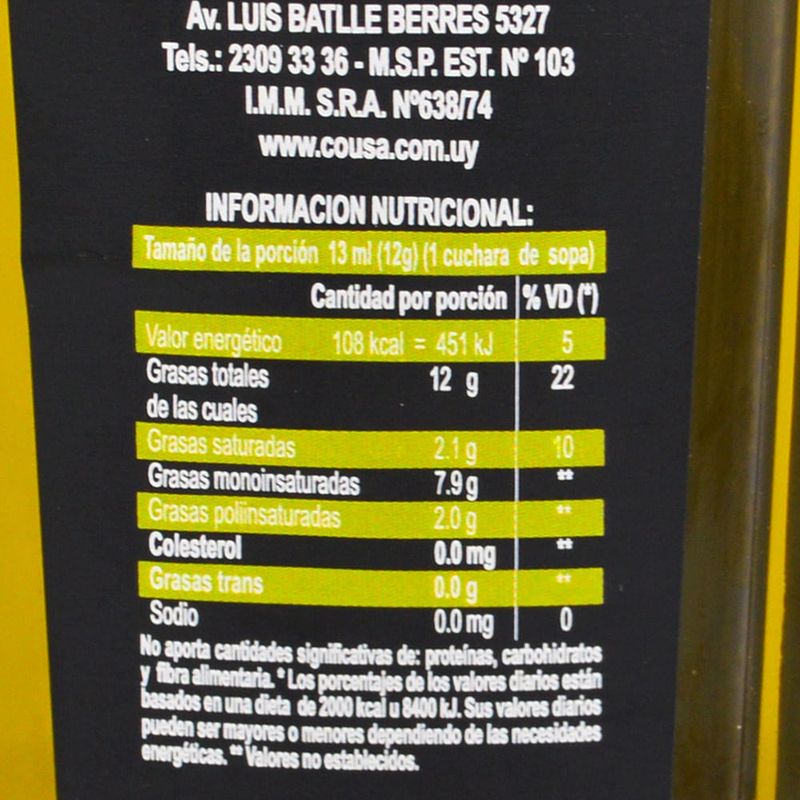 Av. LUIS BATLLE BERRES 5327
Tels.: 2309 33 36 - M.S.P. EST. Nº 103
I.M.M. S.R.A. Nº638/74
www.cousa.com.uy
INFORMACION NUTRICIONAL:
Tamaño de la porción 13 ml (12g) (1 cuchara de sopa)
Cantidad por porción % VD (*)
Valor energético 108 kcal = 451 kJ 5
Grasas totales 12 g 22
de las cuales
Grasas saturadas 2.1 g 10
Grasas monoinsaturadas 7.9 g **
Grasas poliinsaturadas 2.0 g **
Colesterol 0.0 mg **
Grasas trans 0.0 g **
Sodio 0.0 mg 0
No aporta cantidades significativas de: proteínas, carbohidratos
y fibra alimentaria. * Los porcentajes de los valores diarios están
basados en una dieta de 2000 kcal u 8400 kJ. Sus valores diarios
pueden ser mayores o menores dependiendo de las necesidades
energéticas. ** Valores no establecidos.